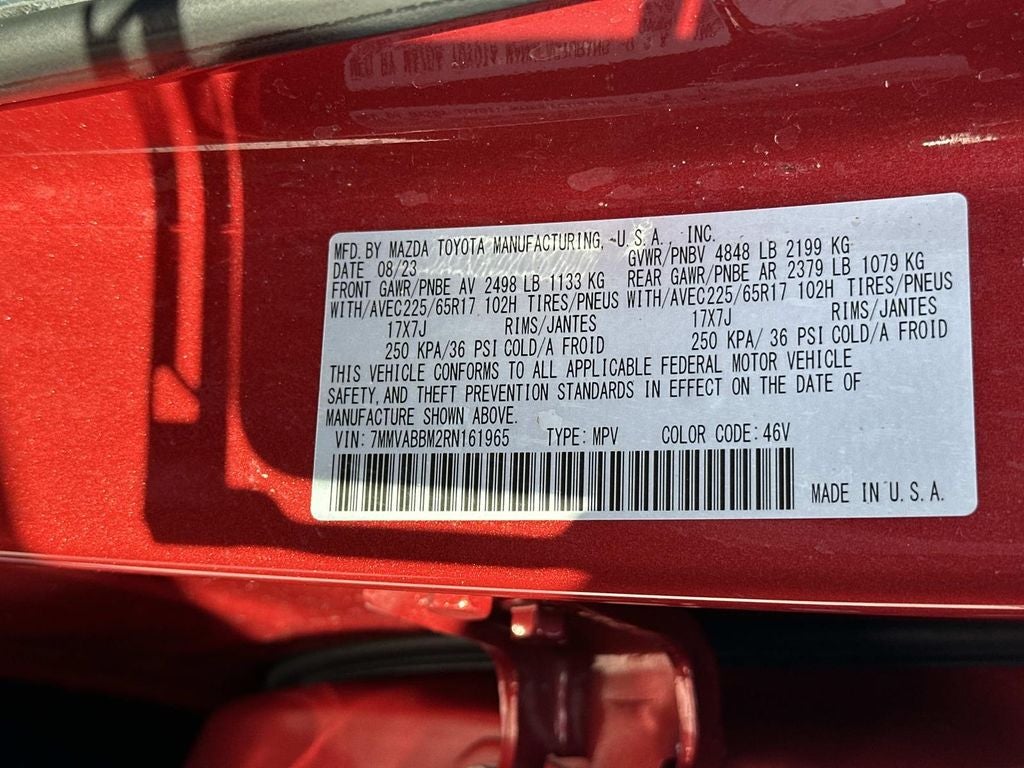 MFD. BY MAZDA TOYOTA MANUFACTURING, U.S.A. INC.
DATE 08/23 GVWR/PNBV 4848 LB 2199 KG
FRONT GAWR/PNBE AV 2498 LB 1133 KG REAR GAWR/PNBE AR 2379 LB 1079 KG
WITH/AVEC225/65R17 102H TIRES/PNEUS WITH/AVEC225/65R17 102H TIRES/PNEUS
17X7J RIMS/JANTES 17X7J RIMS/JANTES
250 KPA/36 PSI COLD/A FROID 250 KPA/ 36 PSI COLD/A FROID
THIS VEHICLE CONFORMS TO ALL APPLICABLE FEDERAL MOTOR VEHICLE
SAFETY, AND THEFT PREVENTION STANDARDS IN EFFECT ON THE DATE OF
MANUFACTURE SHOWN ABOVE.
VIN: 7MMVABBM2RN161965 TYPE: MPV COLOR CODE: 46V
MADE IN U.S.A.